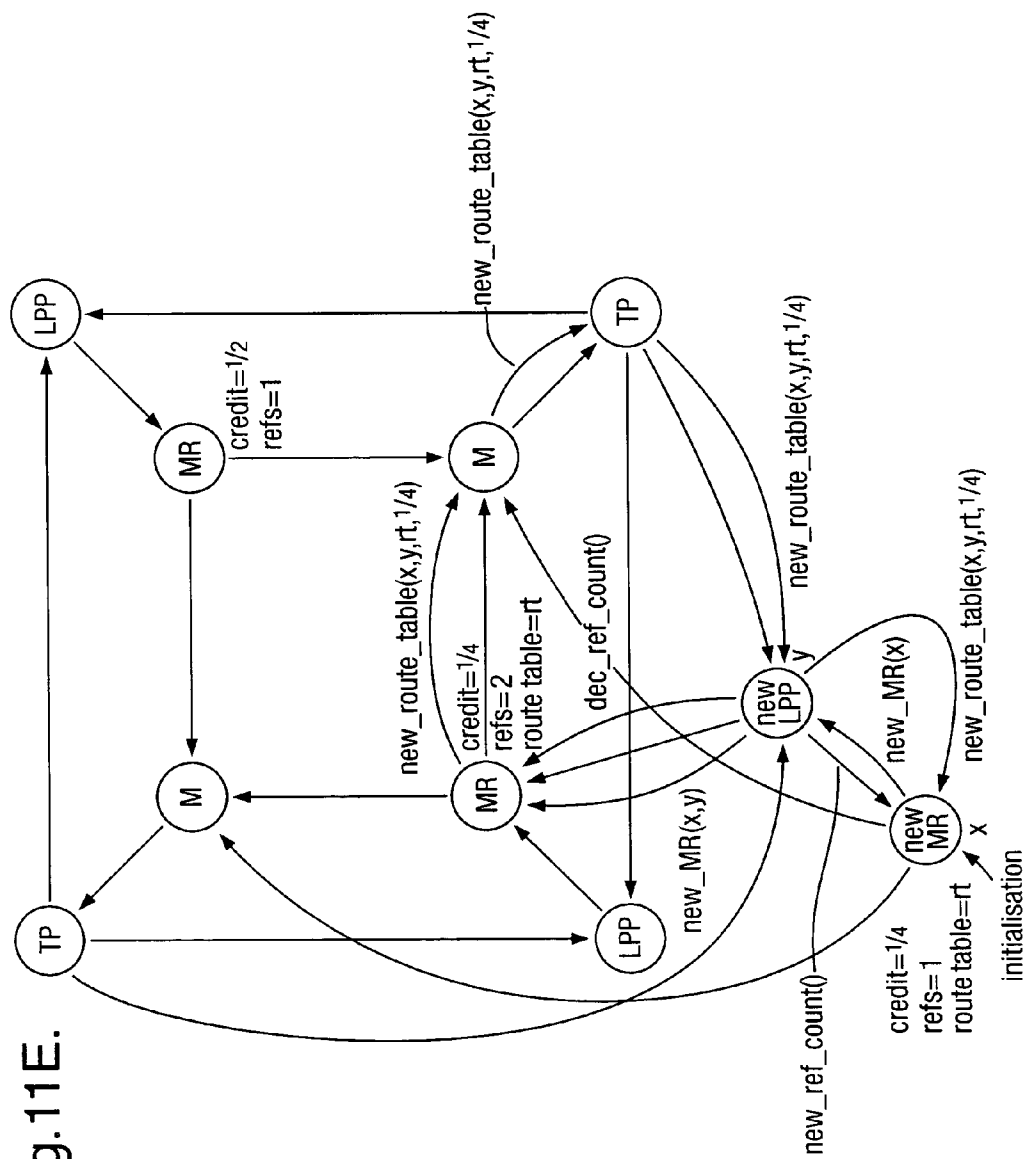 g.11E.
TP
LPP
M
MR
credit=1/2
refs=1
LPP
MR
credit=1/4
refs=2
route table=rt
new_route_table(x,y,rt,1/4)
M
new_route_table(x,y,rt,1/4)
TP
dec_ref_count()
new_MR(x,y)
new
LPP
y
new_route_table(x,y,rt,1/4)
new_MR(x)
new_route_table(x,y,rt,1/4)
new_ref_count()
new
MR
x
credit=1/4
refs=1
route table=rt
initialisation